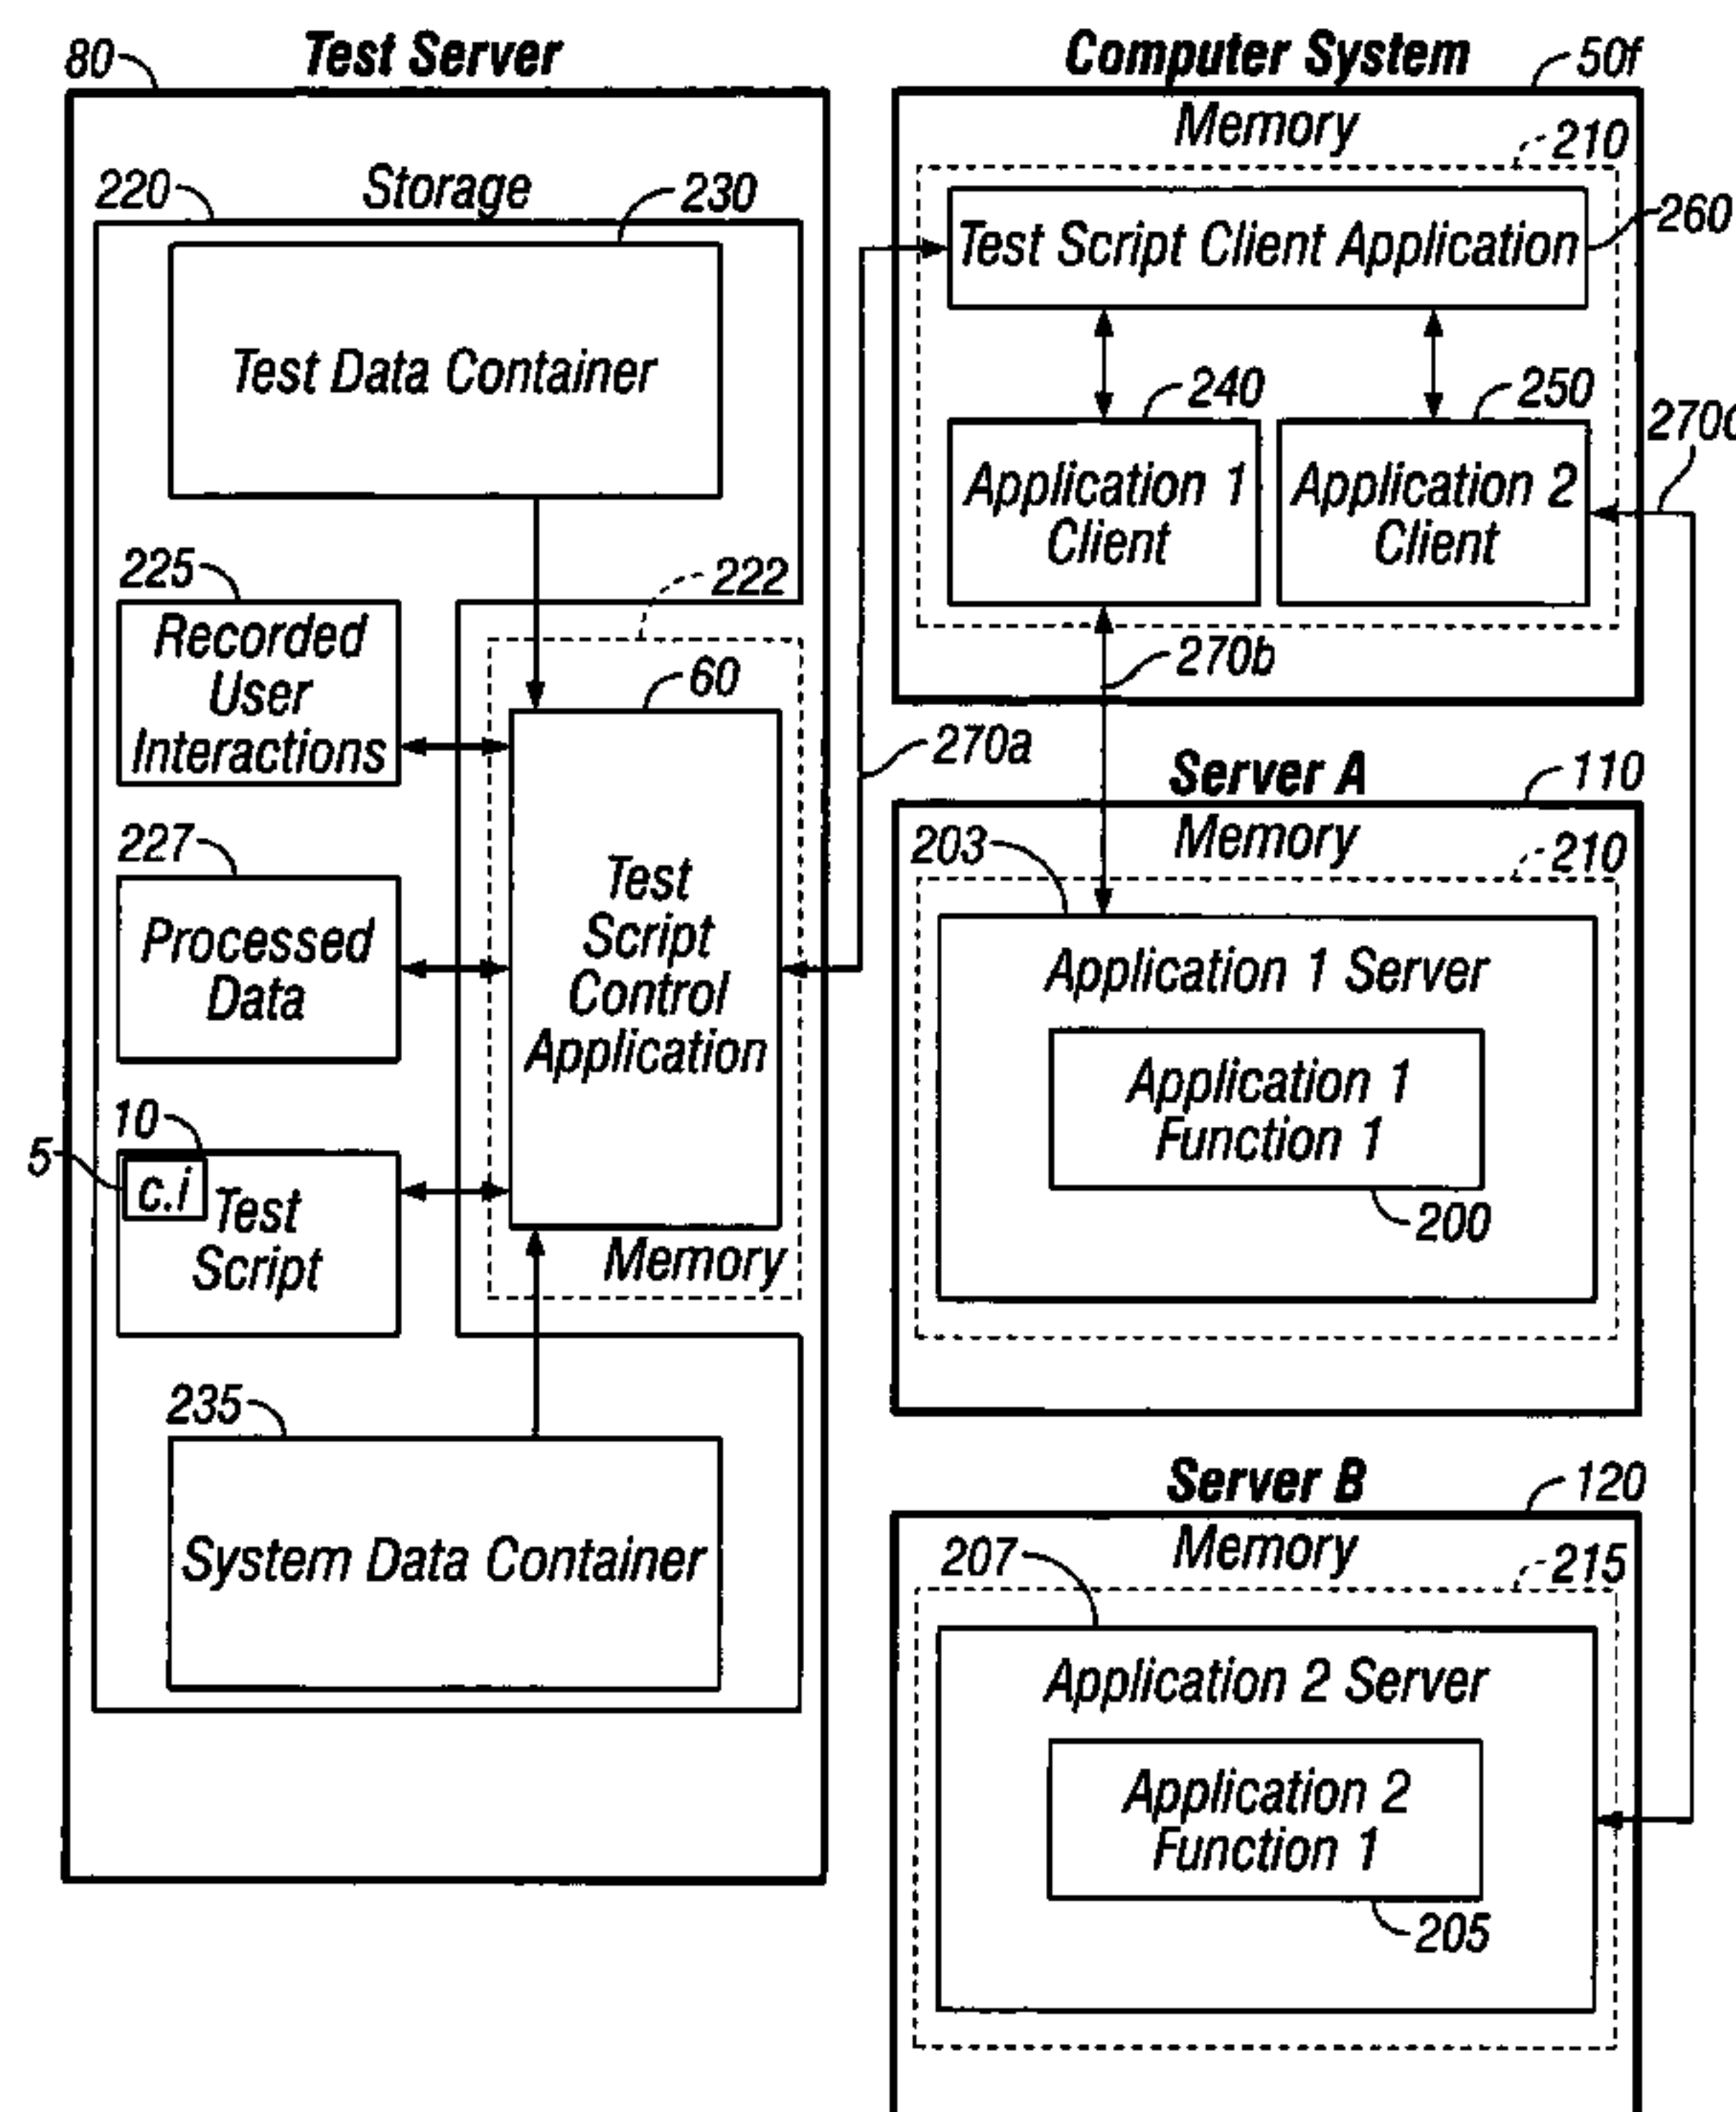 80
Test Server
220
Storage
230
Test Data Container
225
Recorded
User
Interactions
222
60
227
Processed
Data
Test
Script
Control
Application
10
5
c.i
Test
Script
Memory
235
System Data Container
270a
Computer System
50f
Memory
210
Test Script Client Application
260
240
250
Application 1
Client
Application 2
Client
270b
Server A
110
Memory
203
210
Application 1 Server
Application 1
Function 1
200
Server B
120
Memory
207
215
Application 2 Server
Application 2
Function 1
205